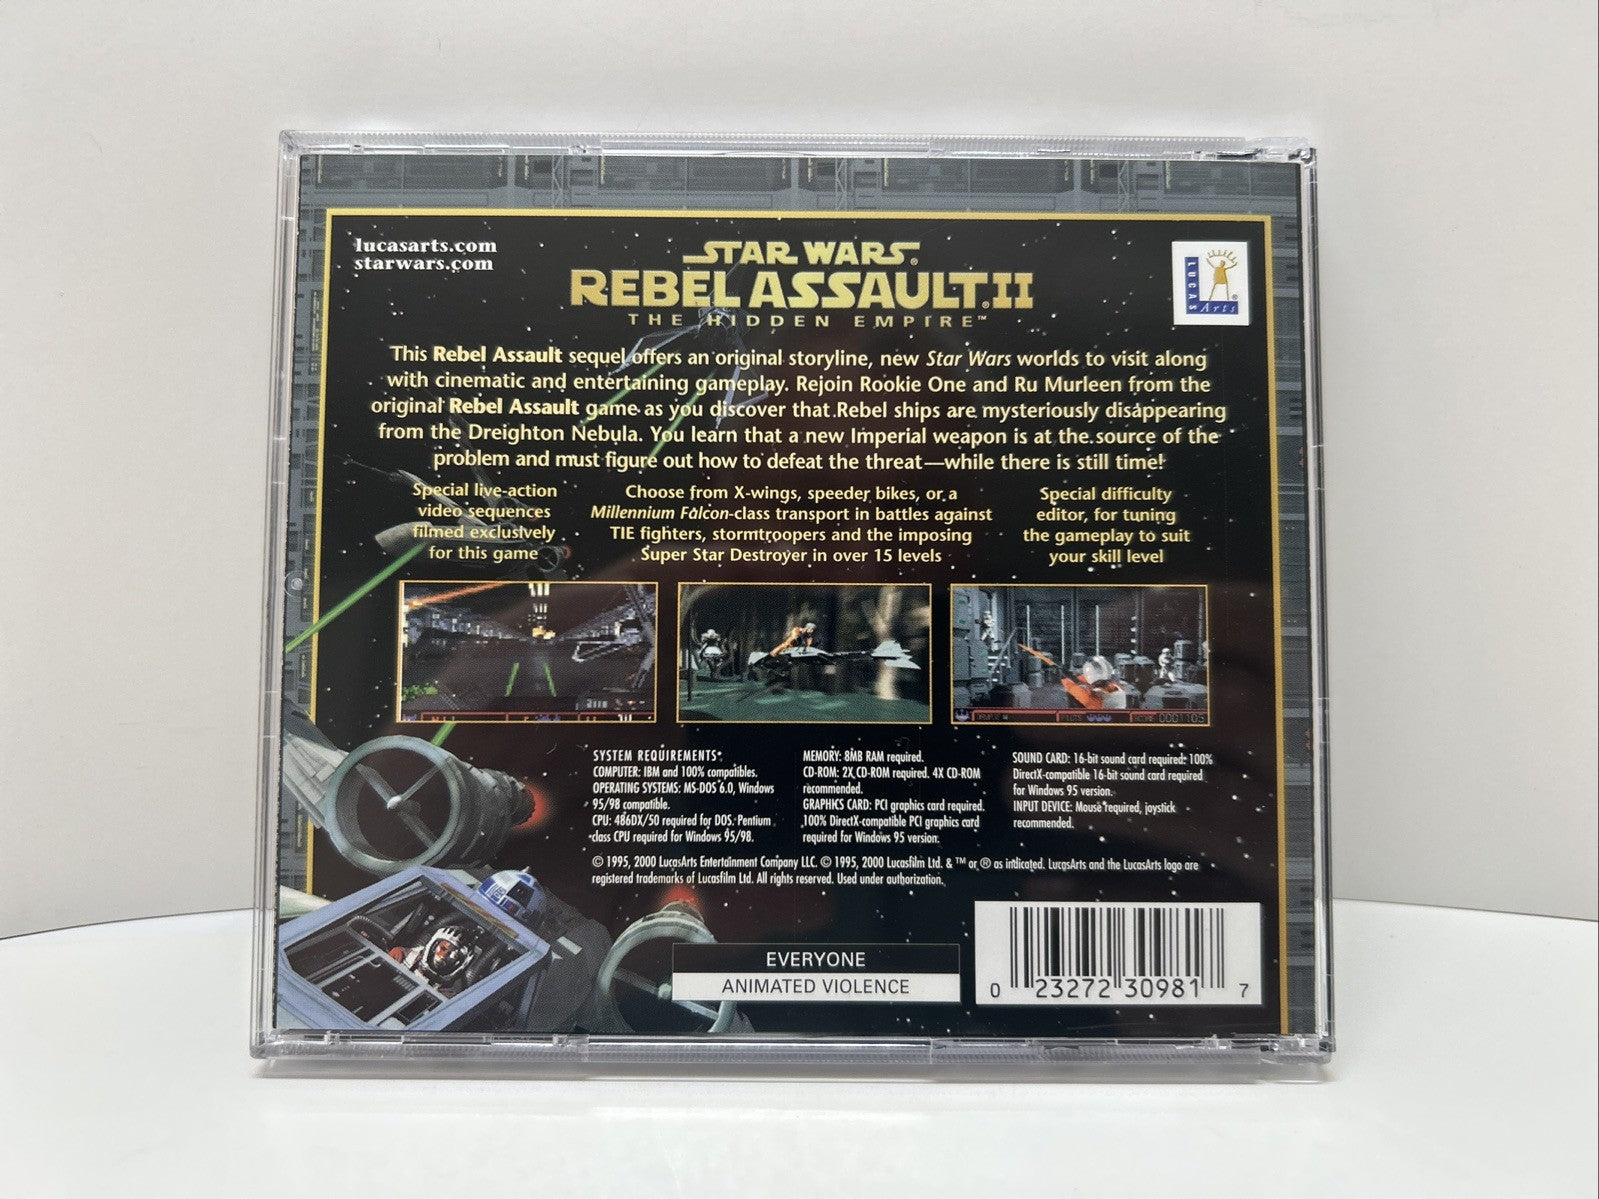 lucasarts.com
starwars.com
STAR WARS®
REBEL ASSAULT® II
THE HIDDEN EMPIRE™
LUCAS
Arts®
This Rebel Assault sequel offers an original storyline, new Star Wars worlds to visit along
with cinematic and entertaining gameplay. Rejoin Rookie One and Ru Murleen from the
original Rebel Assault game as you discover that Rebel ships are mysteriously disappearing
from the Dreighton Nebula. You learn that a new Imperial weapon is at the source of the
problem and must figure out how to defeat the threat—while there is still time!
Special live-action
video sequences
filmed exclusively
for this game
Choose from X-wings, speeder bikes, or a
Millennium Falcon-class transport in battles against
TIE fighters, stormtroopers and the imposing
Super Star Destroyer in over 15 levels
Special difficulty
editor, for tuning
the gameplay to suit
your skill level
PILOTS
SCORE 0001105
SYSTEM REQUIREMENTS:
COMPUTER: IBM and 100% compatibles.
OPERATING SYSTEMS: MS-DOS 6.0, Windows
95/98 compatible.
CPU: 486DX/50 required for DOS. Pentium
class CPU required for Windows 95/98.
MEMORY: 8MB RAM required.
CD-ROM: 2X CD-ROM required. 4X CD-ROM
recommended.
GRAPHICS CARD: PCI graphics card required.
100% DirectX-compatible PCI graphics card
required for Windows 95 version.
SOUND CARD: 16-bit sound card required: 100%
DirectX-compatible 16-bit sound card required
for Windows 95 version.
INPUT DEVICE: Mouse required, joystick
recommended.
© 1995, 2000 LucasArts Entertainment Company LLC. © 1995, 2000 Lucasfilm Ltd. & ™ or ® as indicated. LucasArts and the LucasArts logo are
registered trademarks of Lucasfilm Ltd. All rights reserved. Used under authorization.
EVERYONE
ANIMATED VIOLENCE
0 23272 30981 7